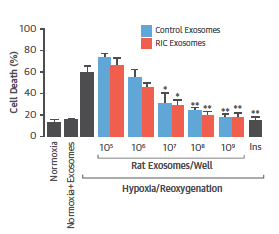 Control Exosomes
RIC Exosomes
Cell Death (%)
100
80
60
40
20
0
* * ** ** ** ** **
Normoxia
Normoxia+Exosomes
10⁵ 10⁶ 10⁷ 10⁸ 10⁹ Ins
Rat Exosomes/Well
Hypoxia/Reoxygenation